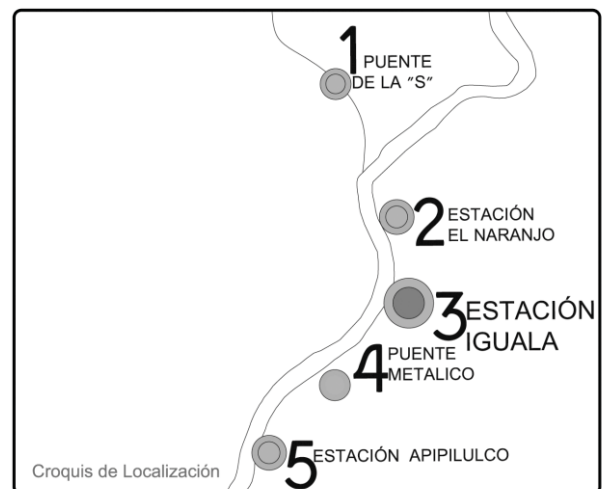 1 PUENTE
DE LA "S"
2 ESTACIÓN
EL NARANJO
3 ESTACIÓN
IGUALA
4 PUENTE
METALICO
5 ESTACIÓN APIPILULCO
Croquis de Localización